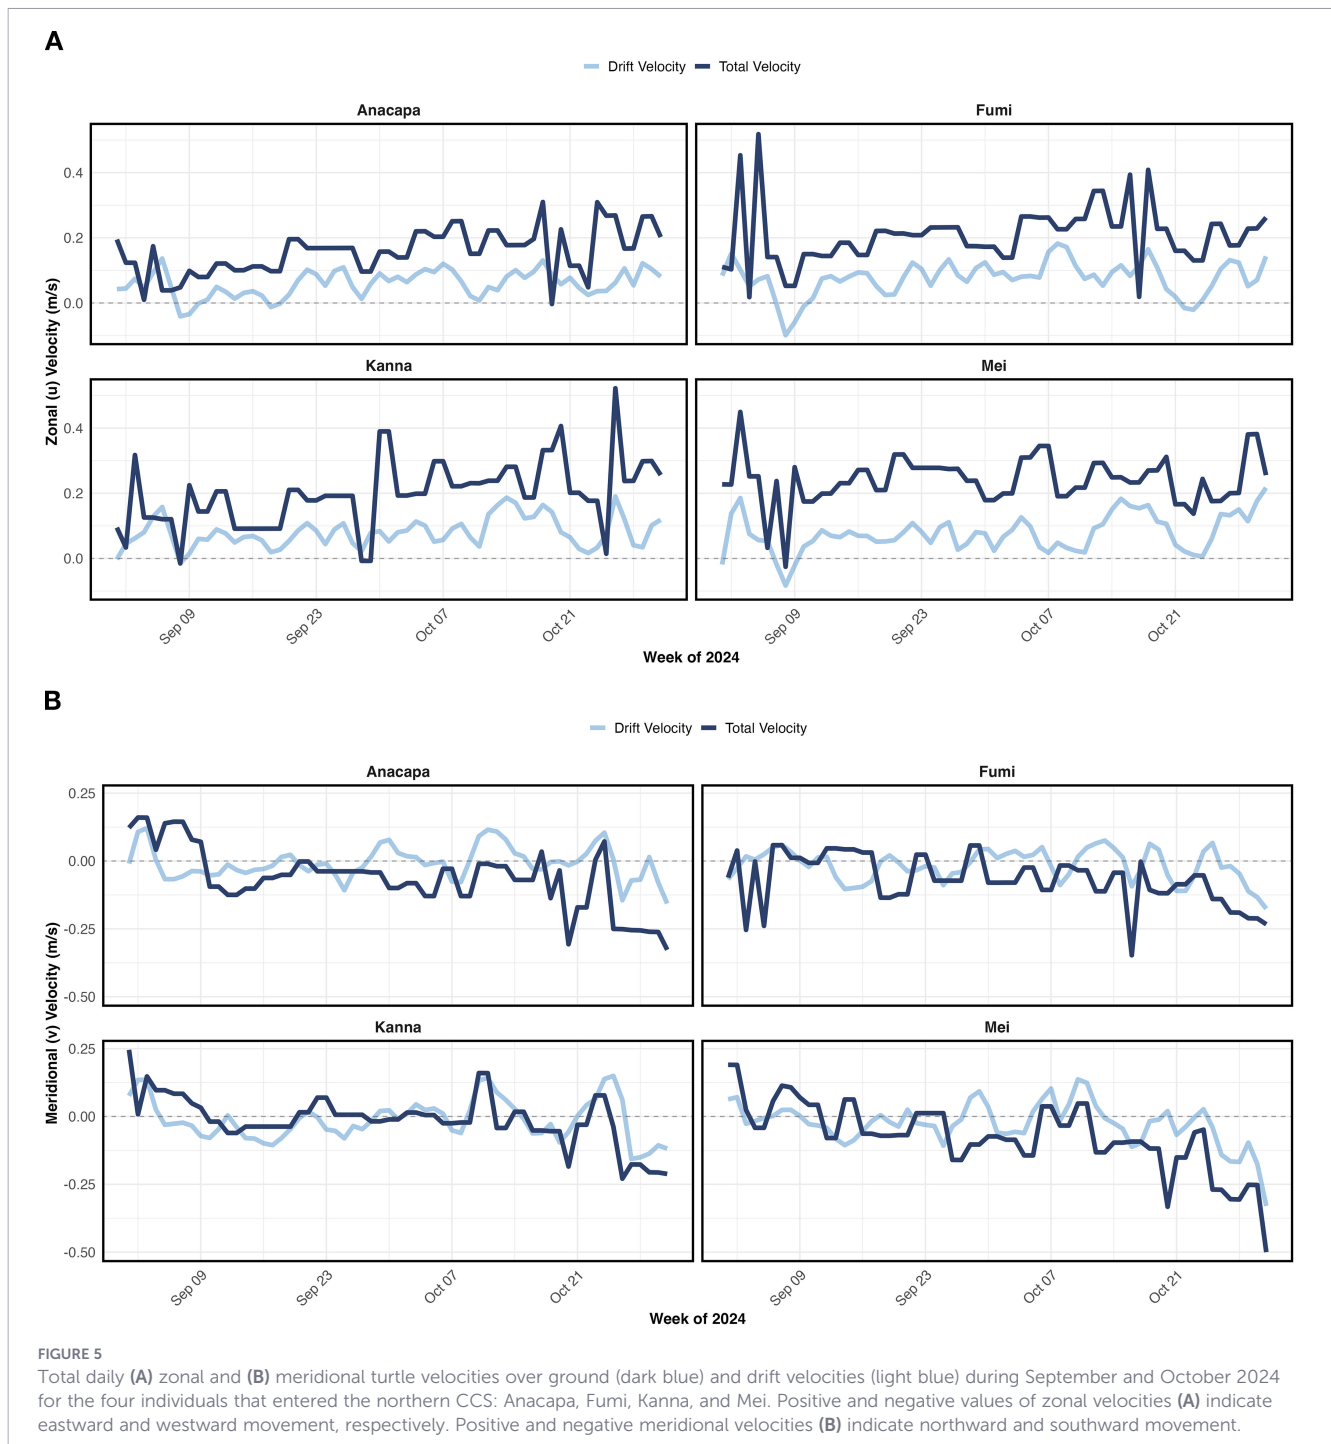 A
Drift Velocity Total Velocity
Anacapa Fumi
0.4
0.2
0.0
Kanna Mei
0.4
0.2
0.0
Zonal (u) Velocity (m/s)
Sep 09 Sep 23 Oct 07 Oct 21 Sep 09 Sep 23 Oct 07 Oct 21
Week of 2024
B
Drift Velocity Total Velocity
Anacapa Fumi
0.25
0.00
-0.25
-0.50
Kanna Mei
0.25
0.00
-0.25
-0.50
Meridional (v) Velocity (m/s)
Sep 09 Sep 23 Oct 07 Oct 21 Sep 09 Sep 23 Oct 07 Oct 21
Week of 2024
FIGURE 5
Total daily (A) zonal and (B) meridional turtle velocities over ground (dark blue) and drift velocities (light blue) during September and October 2024
for the four individuals that entered the northern CCS: Anacapa, Fumi, Kanna, and Mei. Positive and negative values of zonal velocities (A) indicate
eastward and westward movement, respectively. Positive and negative meridional velocities (B) indicate northward and southward movement.